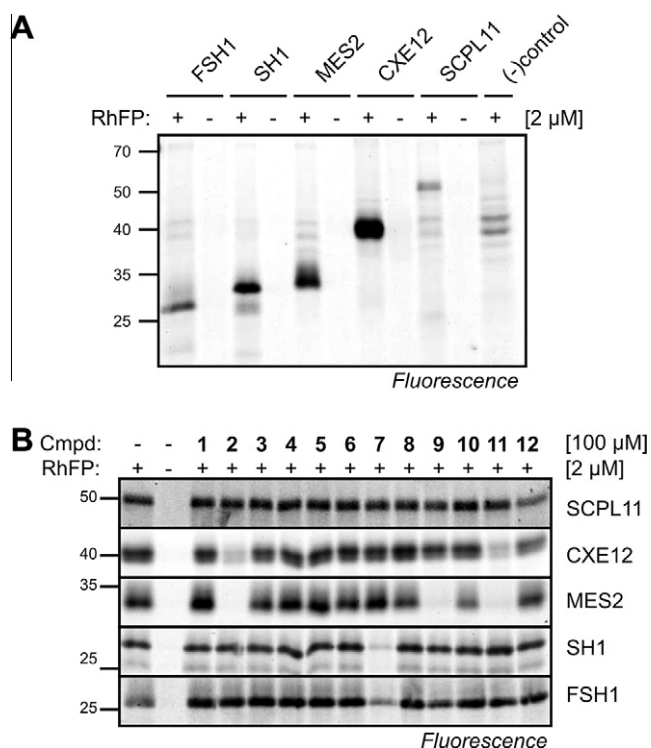 A
FSH1 SH1 MES2 CXE12 SCPL11 (-)control
RhFP: + - + - + - + - + - + [2 µM]
70
50
40
35
25
Fluorescence
B
Cmpd: - - 1 2 3 4 5 6 7 8 9 10 11 12 [100 µM]
RhFP: + - + + + + + + + + + + + + [2 µM]
50 SCPL11
40 CXE12
35 MES2
25 SH1
25 FSH1
Fluorescence